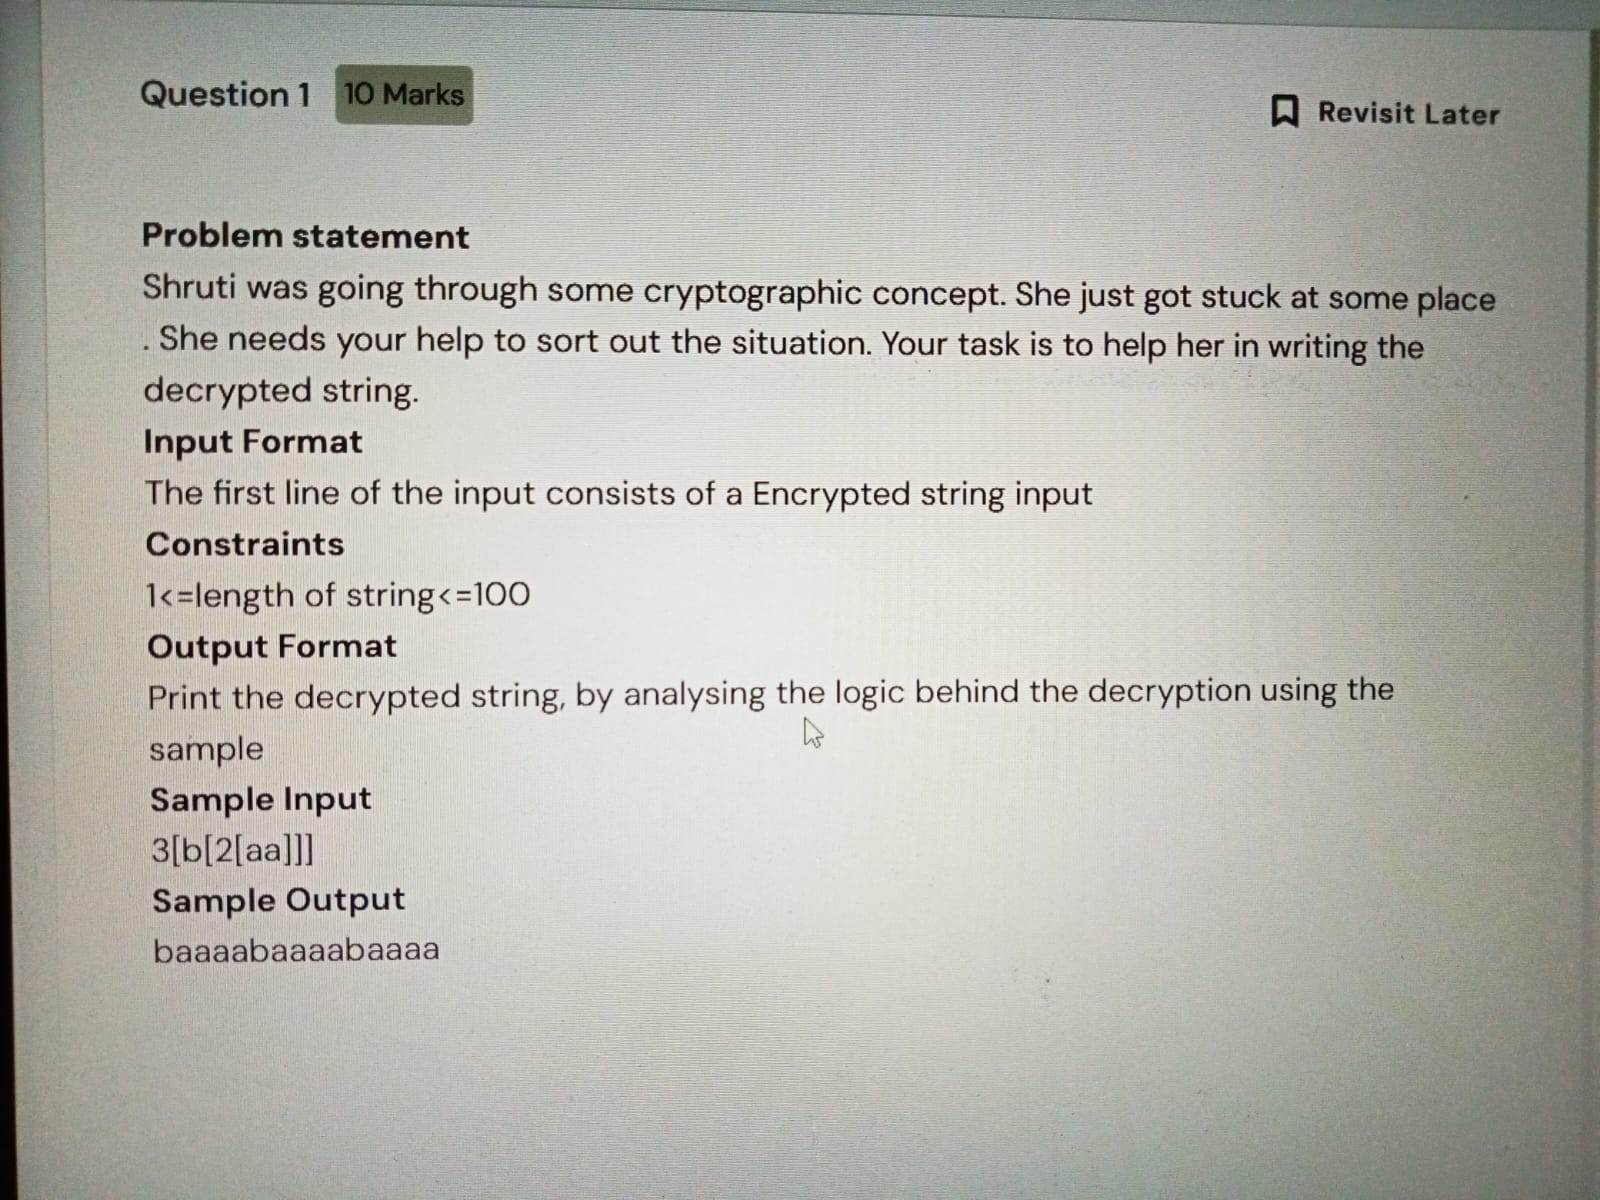 Question 1 10 Marks
Revisit Later
Problem statement
Shruti was going through some cryptographic concept. She just got stuck at some place
. She needs your help to sort out the situation. Your task is to help her in writing the
decrypted string.
Input Format
The first line of the input consists of a Encrypted string input
Constraints
1<=length of string<=100
Output Format
Print the decrypted string, by analysing the logic behind the decryption using the
sample
Sample Input
3[b[2[aa]]]
Sample Output
baaaabaaaabaaaa